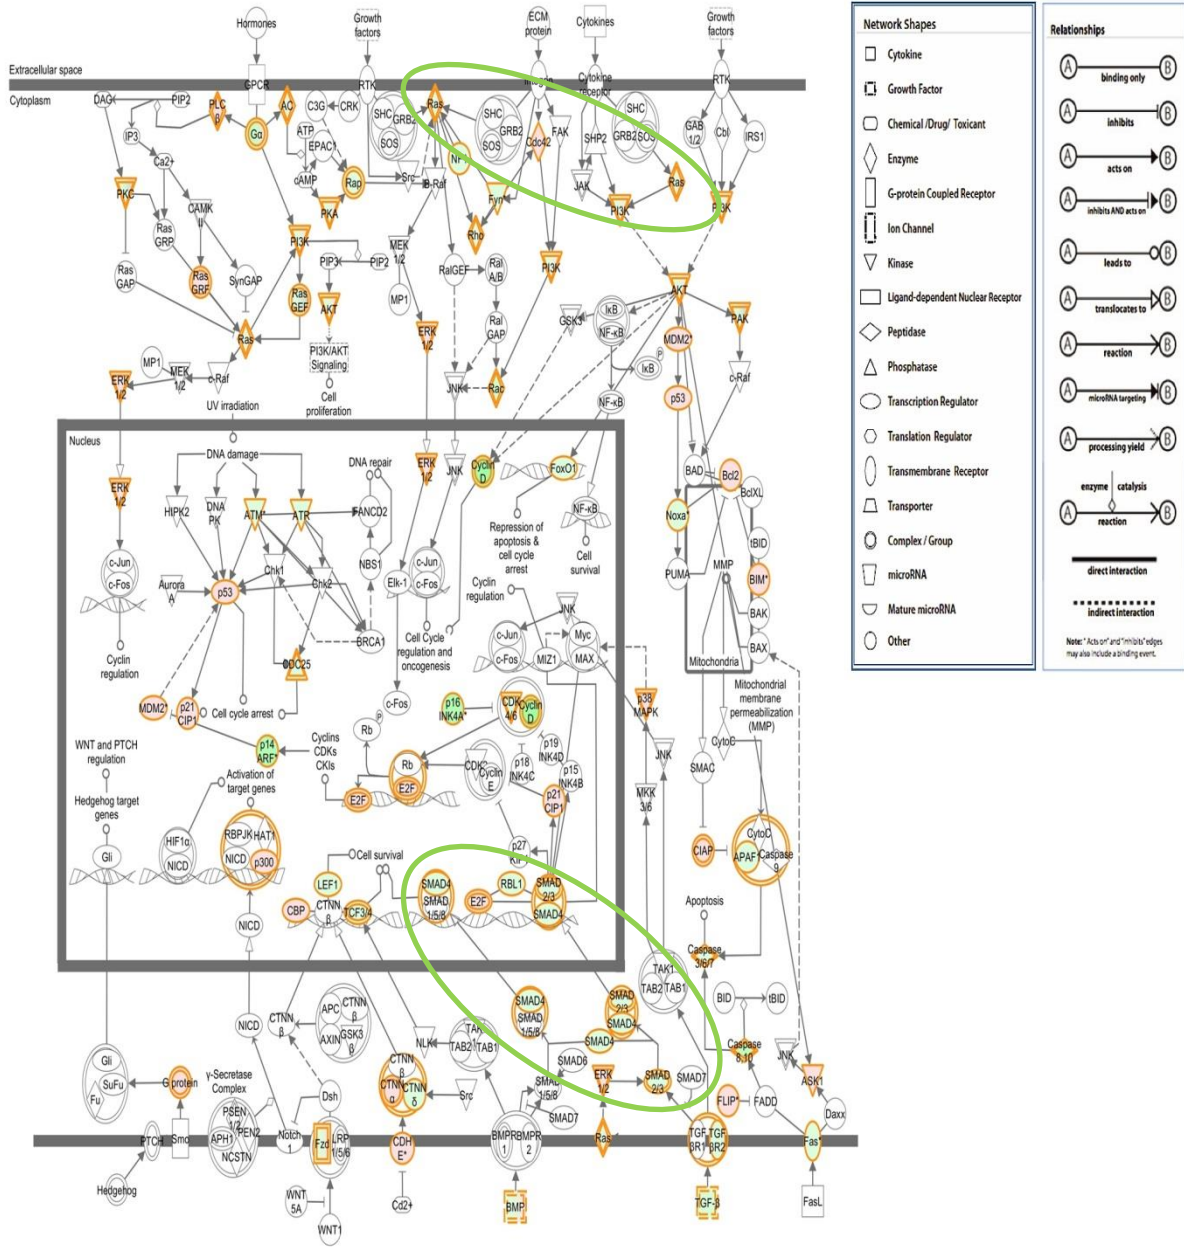 Hormones
Growth
factors
ECM
protein
Cytokines
Growth
factors
Extracellular space
Cytoplasm
GPCR
RTK
Integrin
Cytokine
receptor
RTK
DAG
PIP2
PLC
β
Gα
AC
C3G
CRK
SHC
GRB2
SOS
Ras
SHC
GRB2
SOS
Cdc42
FAK
SHP2
SHC
GRB2
SOS
GAB
1/2
Cbl
IRS1
IP3
ATP
EPAC1
NF1
Ca2+
cAMP
Rap
Src
B-Raf
JAK
Ras
PKC
PKA
Fyn*
PI3K
PI3K
CAMK
II
Ras
GRP
PI3K
Rho
MEK
1/2
PIP3
PIP2
RalGEF
Ral
A/B
PI3K
Ras
GAP
Ras
GRF
SynGAP
Ras
GEF
AKT
MP1
AKT
IκB
NF-κB
GSK3
PAK
Ras
ERK
1/2
Ral
GAP
MDM2*
PI3K/AKT
Signaling
P
IκB
MP1
MEK
1/2
c-Raf
c-Raf
ERK
1/2
JNK
Rac
p53
NF-κB
UV irradiation
Cell
proliferation
Nucleus
DNA damage
DNA repair
ERK
1/2
JNK
Cyclin
D
FoxO1
BAD
Bcl2
BclXL
ERK
1/2
HIPK2
DNA
PK
ATM*
ATR
FANCD2
NF-κB
Noxa*
Repression of
apoptosis &
cell cycle
arrest
Cell
survival
tBID
c-Jun
c-Fos
Chk1
Chk2
NBS1
Elk-1
c-Jun
c-Fos
MMP
PUMA
BIM*
Aurora
A
p53
Cyclin
regulation
JNK
BAK
BRCA1
Cell Cycle
regulation and
oncogenesis
c-Jun
c-Fos
MIZ1
Myc
MAX
BAX
Cyclin
regulation
CDC25
Mitochondria
MDM2*
p21
CIP1
Cell cycle arrest
c-Fos
p16
INK4A*
CDK
4/6
Cyclin
D
p38
MAPK
Mitochondrial
membrane
permeabilization
(MMP)
P
Rb
WNT and PTCH
regulation
p14
ARF*
Cyclins
CDKs
CKIs
p19
INK4D
CytoC
JNK
Rb
E2F
CDK2
Cyclin
E
p18
INK4C
p15
INK4B
SMAC
Activation of
target genes
E2F
p21
CIP1
MKK
3/6
Hedgehog target
genes
RBPJK
HAT1
HIF1α
NICD
NICD
p300
p27
KIP1
CIAP
CytoC
APAF*
Caspase
9
Gli
Cell survival
LEF1
SMAD4
SMAD
1/5/8
RBL1
SMAD
2/3
SMAD4
E2F
CBP
CTNN
β
TCF3/4
Apoptosis
NICD
Caspase
3/6/7
TAK1
TAB2
TAB1
BID
tBID
SMAD4
SMAD
1/5/8
SMAD
2/3
SMAD4
NICD
CTNN
β
APC
CTNN
β
AXIN
GSK3
β
NLK
TAK
1
TAB2
TAB1
SMAD4
Caspase
8,10
JNK
Gli
SuFu
Fu
G protein
γ-Secretase
Complex
CTNN
β
CTNN
α
CTNN
δ
SMAD6
ERK
1/2
SMAD
2/3
SMAD7
ASK1
Src
SMAD
1/5/8
SMAD7
FLIP*
FADD
Daxx
PSEN
1/2
PEN2
APH1
NCSTN
Dsh
PTCH
Smo
Notch
1
Fzd
LRP
1/5/6
CDH
E*
BMPR
1
BMPR
2
Ras
TGF
βR1
TGF
βR2
Fas*
Hedgehog
WNT
5A
Cd2+
BMP
TGF-β
FasL
WNT1
Network Shapes
Cytokine
Growth Factor
Chemical /Drug/ Toxicant
Enzyme
G-protein Coupled Receptor
Ion Channel
Kinase
Ligand-dependent Nuclear Receptor
Peptidase
Phosphatase
Transcription Regulator
Translation Regulator
Transmembrane Receptor
Transporter
Complex / Group
microRNA
Mature microRNA
Other
Relationships
A binding only B
A inhibits B
A acts on B
A inhibits AND acts on B
A leads to B
A translocates to B
A reaction B
A microRNA targeting B
A processing yield B
enzyme catalysis
A reaction B
direct interaction
indirect interaction
Note: "Acts on" and "inhibits" edges
may also include a binding event.